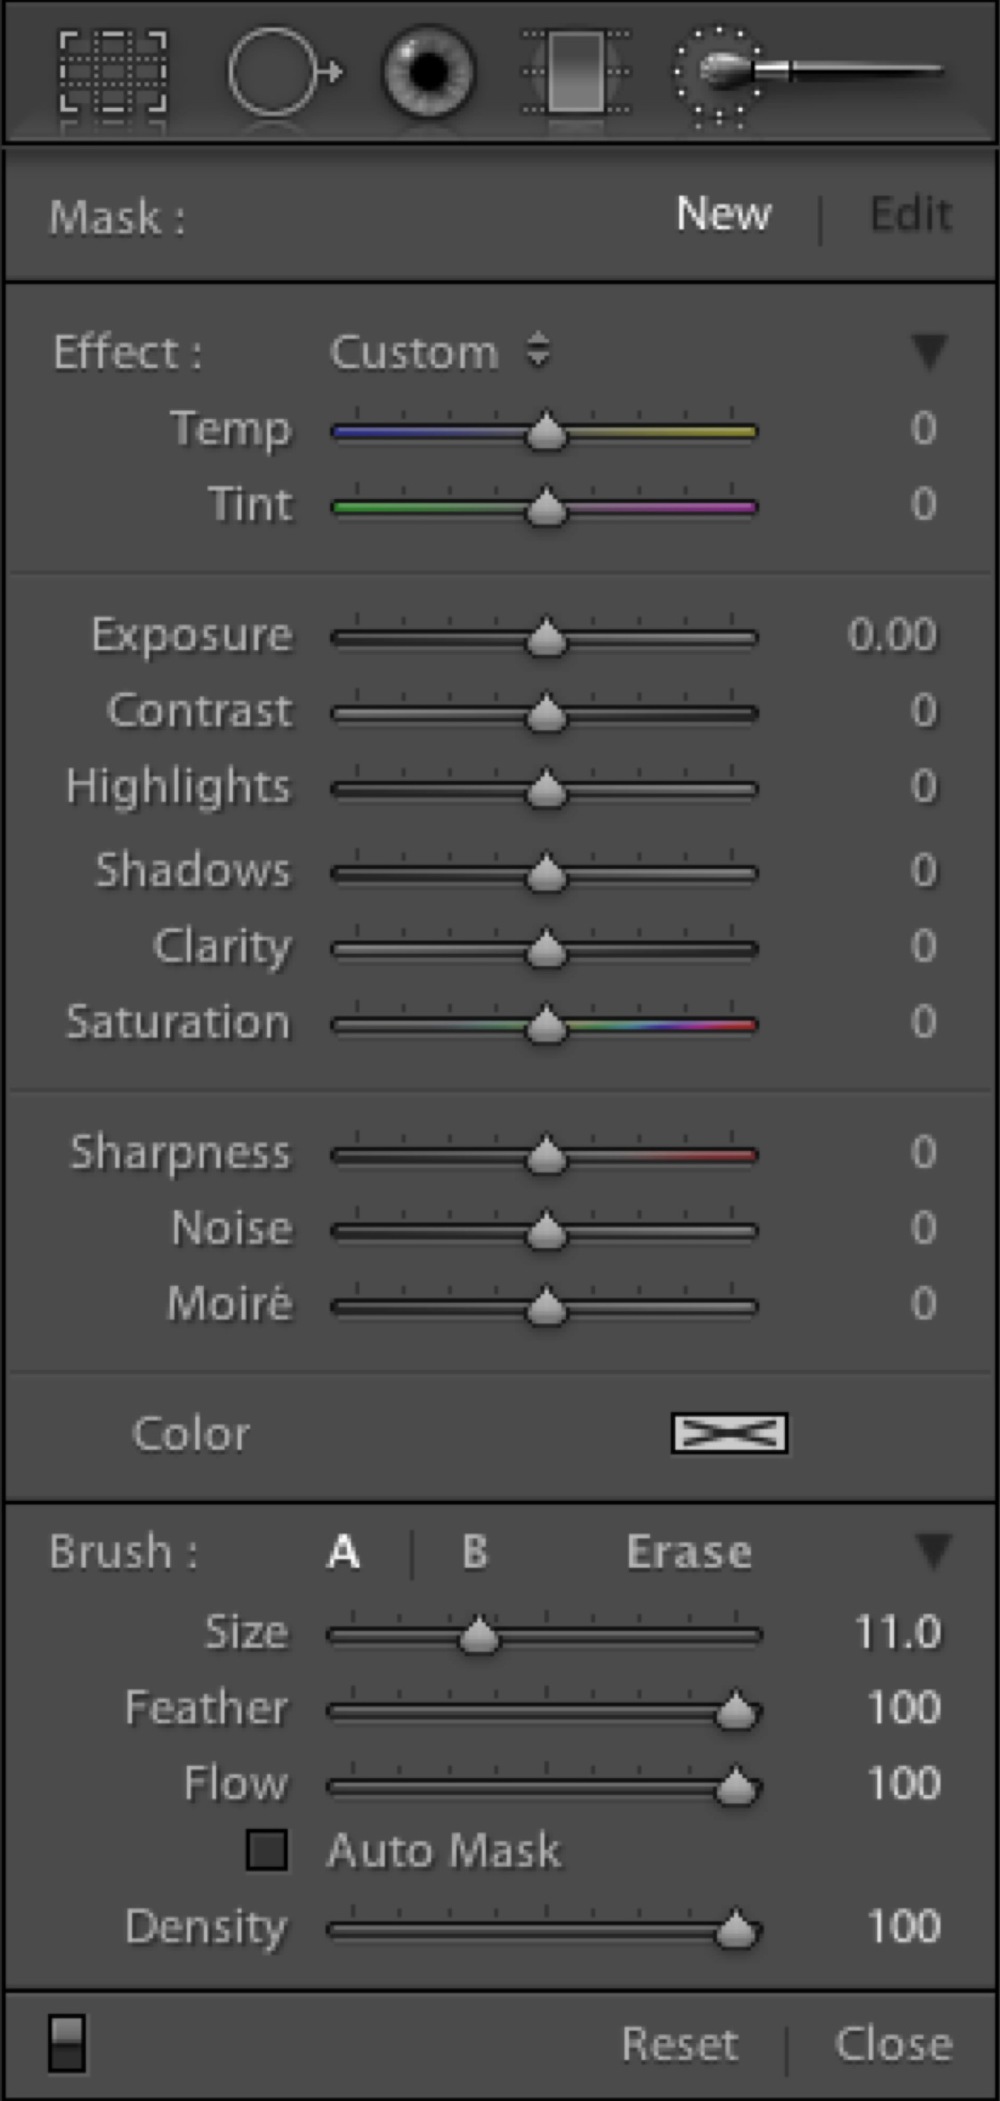 Mask : New | Edit
Effect : Custom
Temp 0
Tint 0
Exposure 0.00
Contrast 0
Highlights 0
Shadows 0
Clarity 0
Saturation 0
Sharpness 0
Noise 0
Moiré 0
Color
Brush : A | B Erase
Size 11.0
Feather 100
Flow 100
Auto Mask
Density 100
Reset | Close